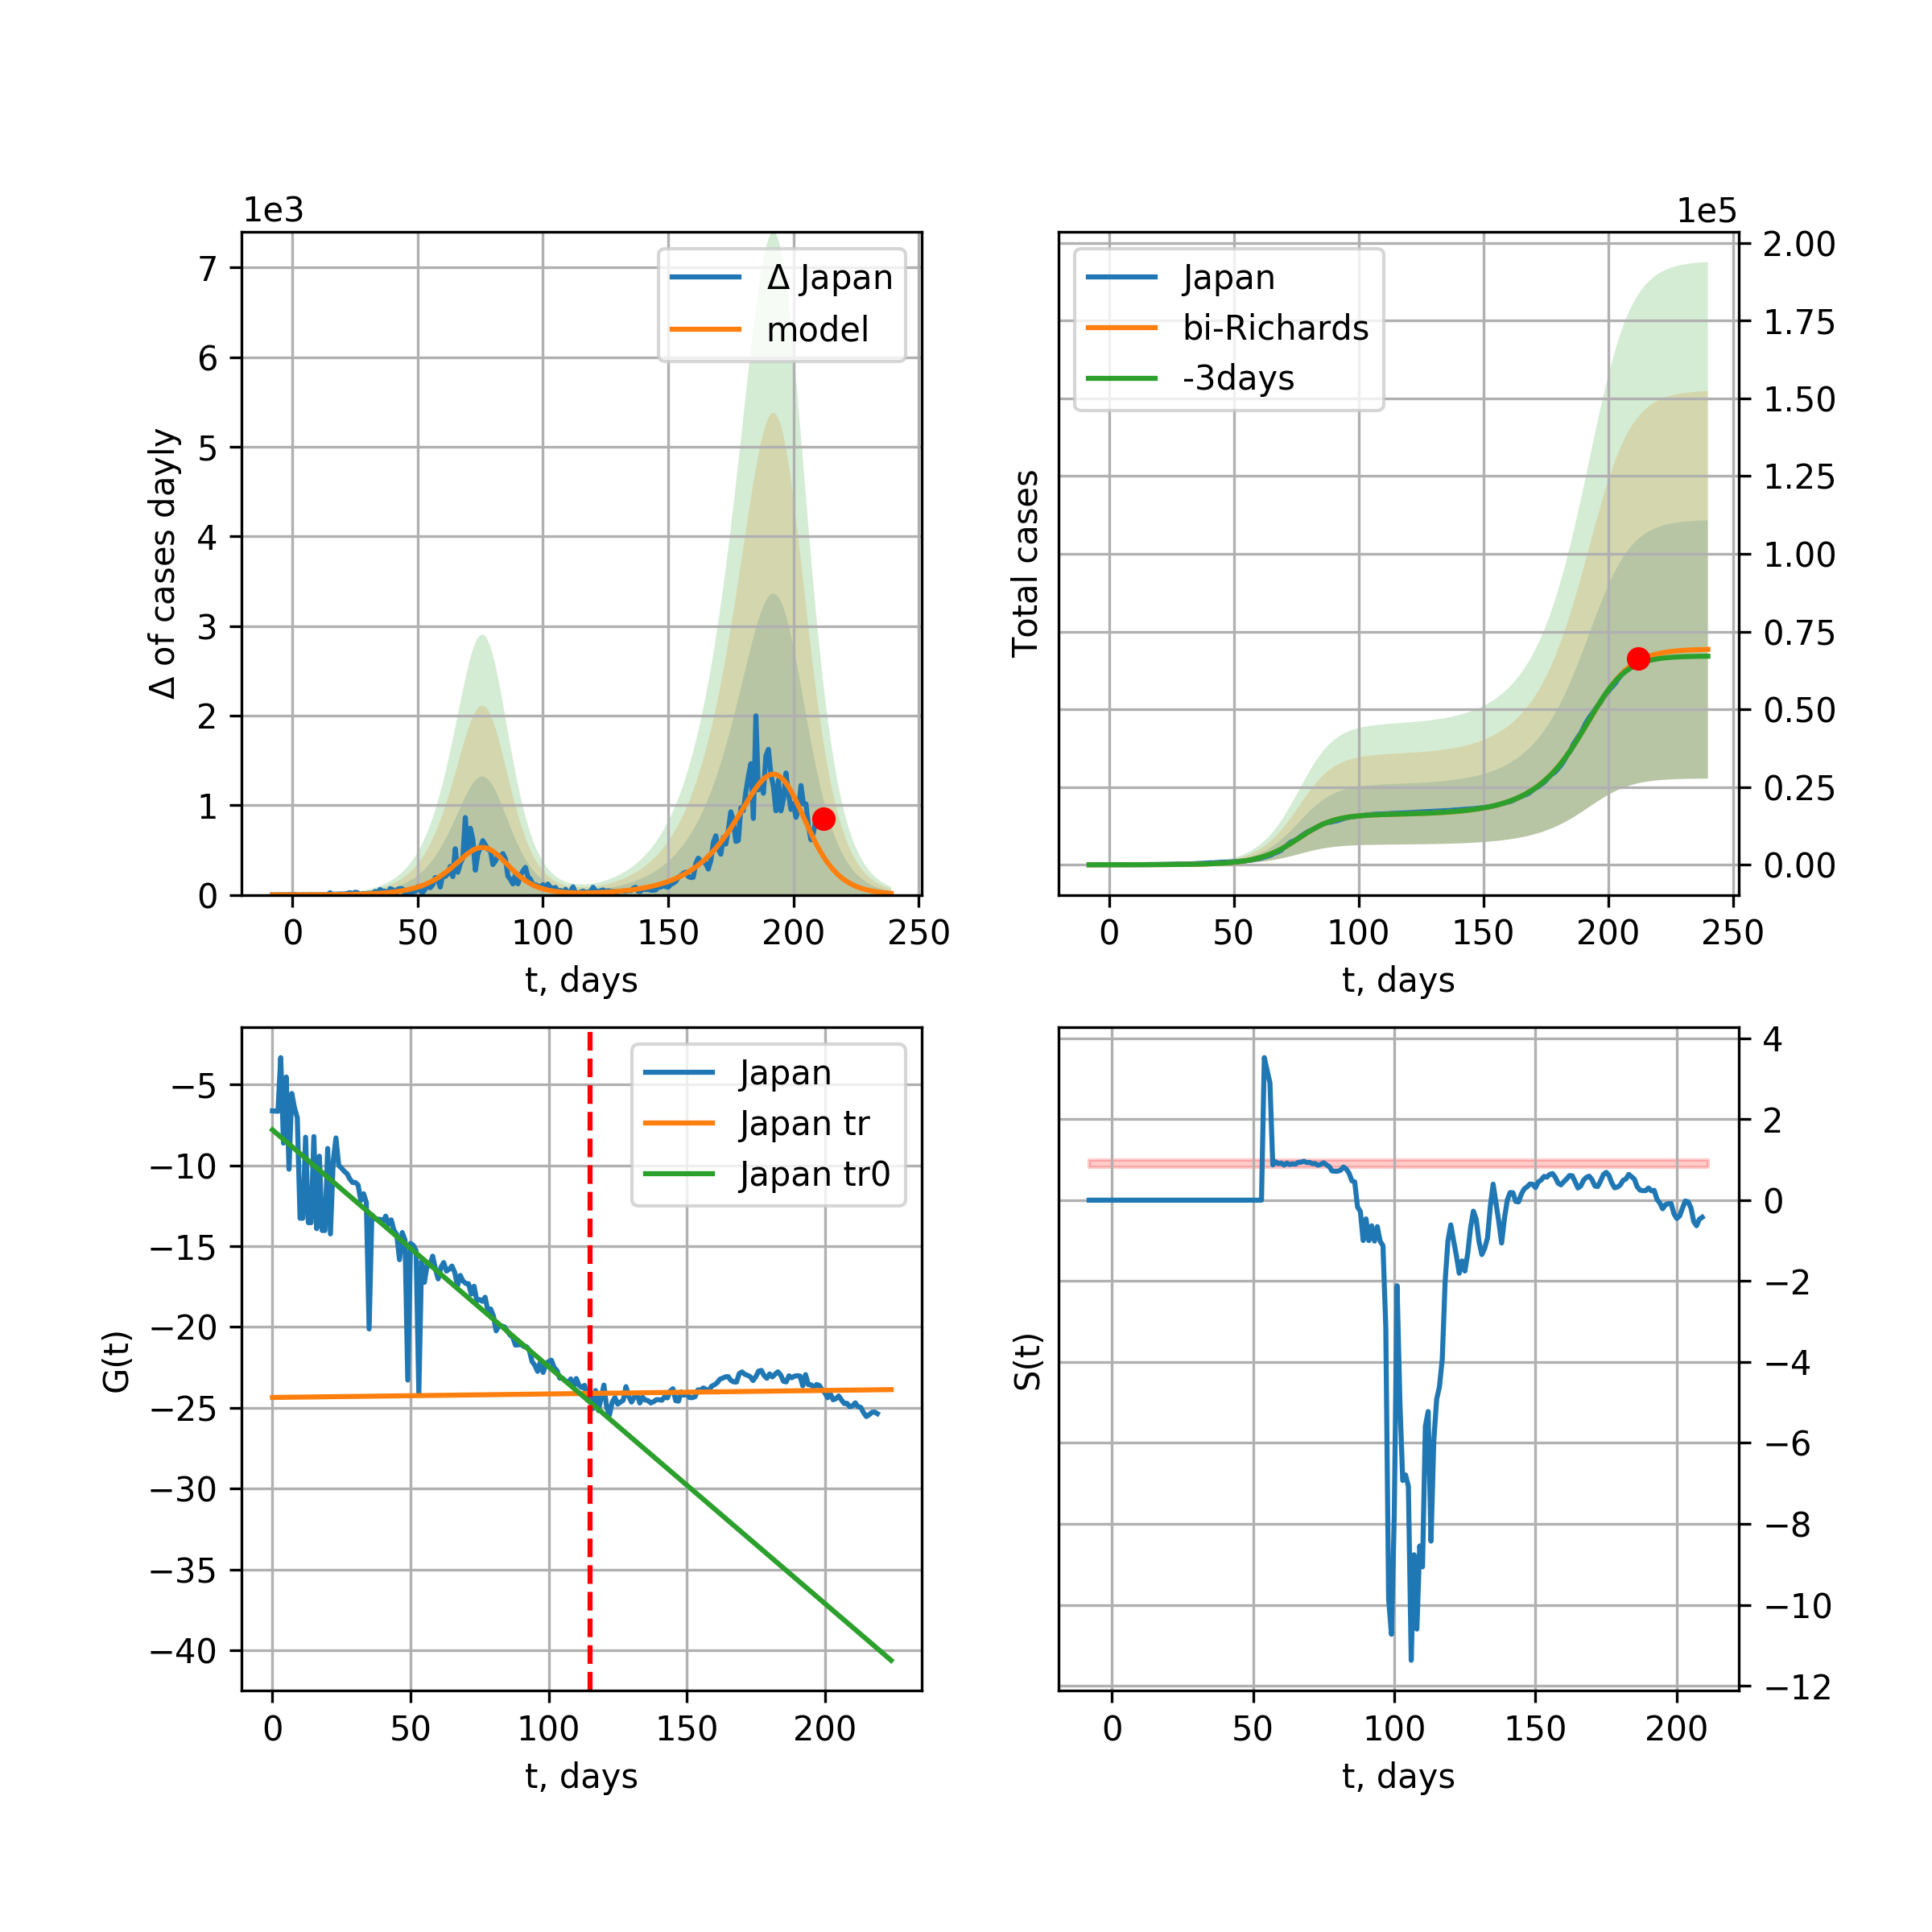 1e3
7
6
5
4
3
2
1
0
Δ of cases dayly
Δ Japan
model
0 50 100 150 200 250
t, days
1e5
Total cases
Japan
bi-Richards
-3days
2.00
1.75
1.50
1.25
1.00
0.75
0.50
0.25
0.00
0 50 100 150 200 250
t, days
G(t)
−5
−10
−15
−20
−25
−30
−35
−40
Japan
Japan tr
Japan tr0
0 50 100 150 200
t, days
S(t)
4
2
0
−2
−4
−6
−8
−10
−12
0 50 100 150 200
t, days